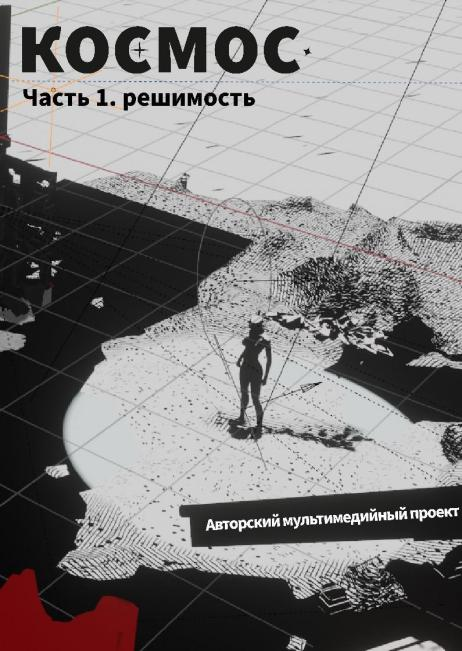 КОСМОС
Часть 1. решимость
Авторский мультимедийный проект